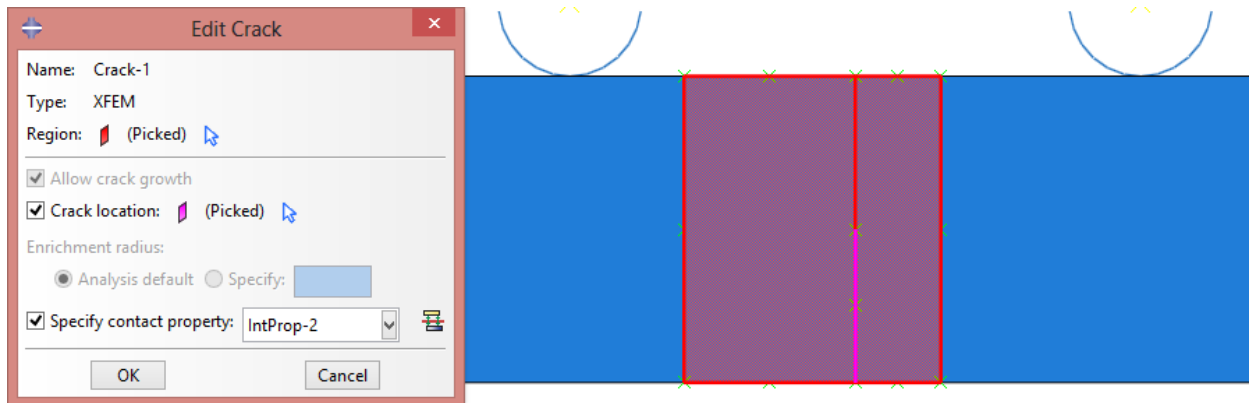 Edit Crack
Name: Crack-1
Type: XFEM
Region: (Picked)
Allow crack growth
Crack location: (Picked)
Enrichment radius:
Analysis default Specify:
Specify contact property: IntProp-2
OK Cancel